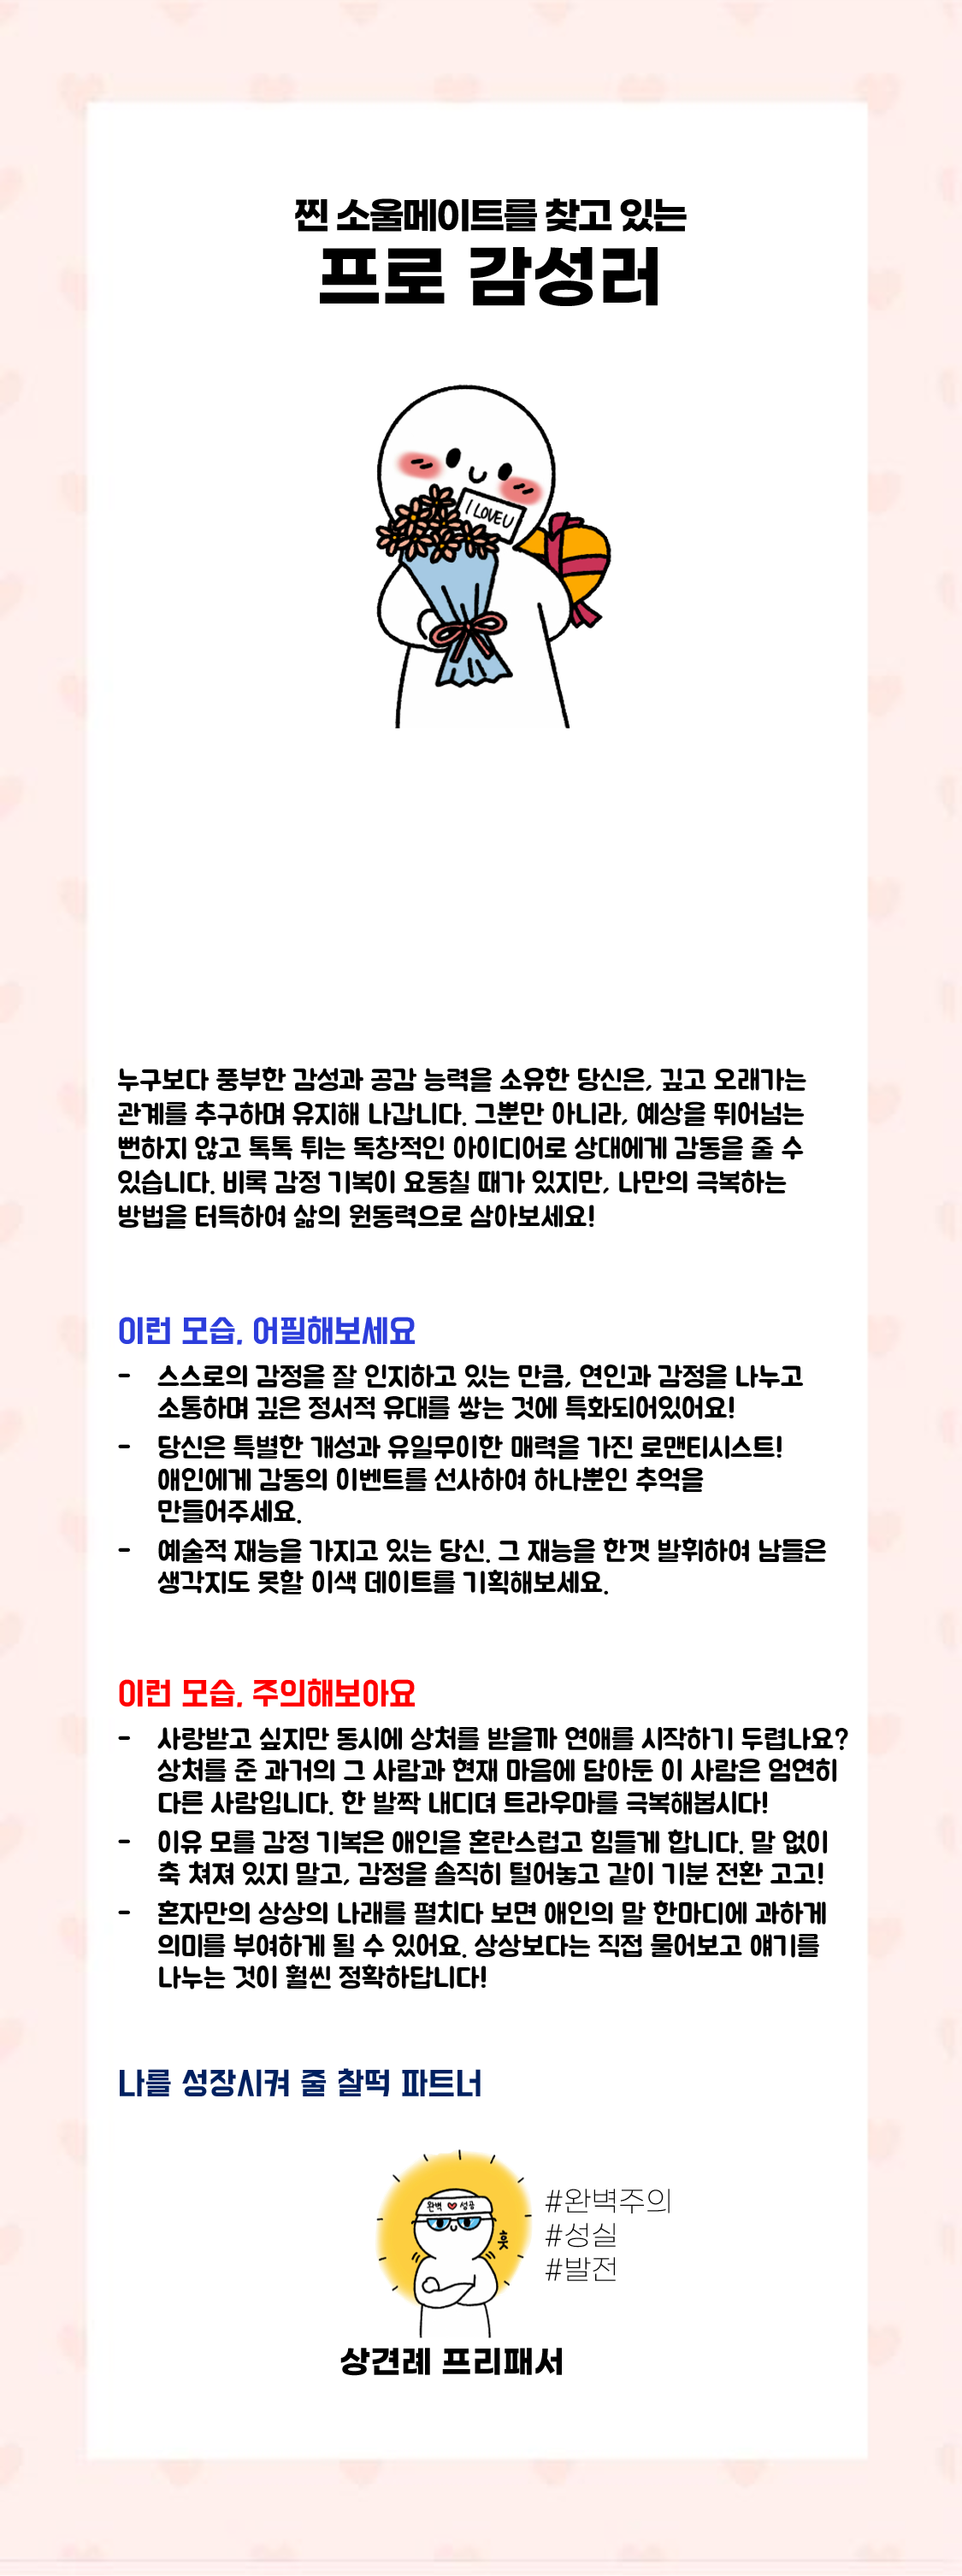 찐 소울메이트를 찾고 있는
프로 감성러
I LOVE U
누구보다 풍부한 감성과 공감 능력을 소유한 당신은, 깊고 오래가는
관계를 추구하며 유지해 나갑니다. 그뿐만 아니라, 예상을 뛰어넘는
뻔하지 않고 톡톡 튀는 독창적인 아이디어로 상대에게 감동을 줄 수
있습니다. 비록 감정 기복이 요동칠 때가 있지만, 나만의 극복하는
방법을 터득하여 삶의 원동력으로 삼아보세요!
이런 모습, 어필해보세요
- 스스로의 감정을 잘 인지하고 있는 만큼, 연인과 감정을 나누고
소통하며 깊은 정서적 유대를 쌓는 것에 특화되어있어요!
- 당신은 특별한 개성과 유일무이한 매력을 가진 로맨티시스트!
애인에게 감동의 이벤트를 선사하여 하나뿐인 추억을
만들어주세요.
- 예술적 재능을 가지고 있는 당신. 그 재능을 한껏 발휘하여 남들은
생각지도 못할 이색 데이트를 기획해보세요.
이런 모습, 주의해보아요
- 사랑받고 싶지만 동시에 상처를 받을까 연애를 시작하기 두렵나요?
상처를 준 과거의 그 사람과 현재 마음에 담아둔 이 사람은 엄연히
다른 사람입니다. 한 발짝 내디뎌 트라우마를 극복해봅시다!
- 이유 모를 감정 기복은 애인을 혼란스럽고 힘들게 합니다. 말 없이
축 쳐져 있지 말고, 감정을 솔직히 털어놓고 같이 기분 전환 고고!
- 혼자만의 상상의 나래를 펼치다 보면 애인의 말 한마디에 과하게
의미를 부여하게 될 수 있어요. 상상보다는 직접 물어보고 얘기를
나누는 것이 훨씬 정확하답니다!
나를 성장시켜 줄 찰떡 파트너
완벽 ♥ 성공
훗
#완벽주의
#성실
#발전
상견례 프리패서